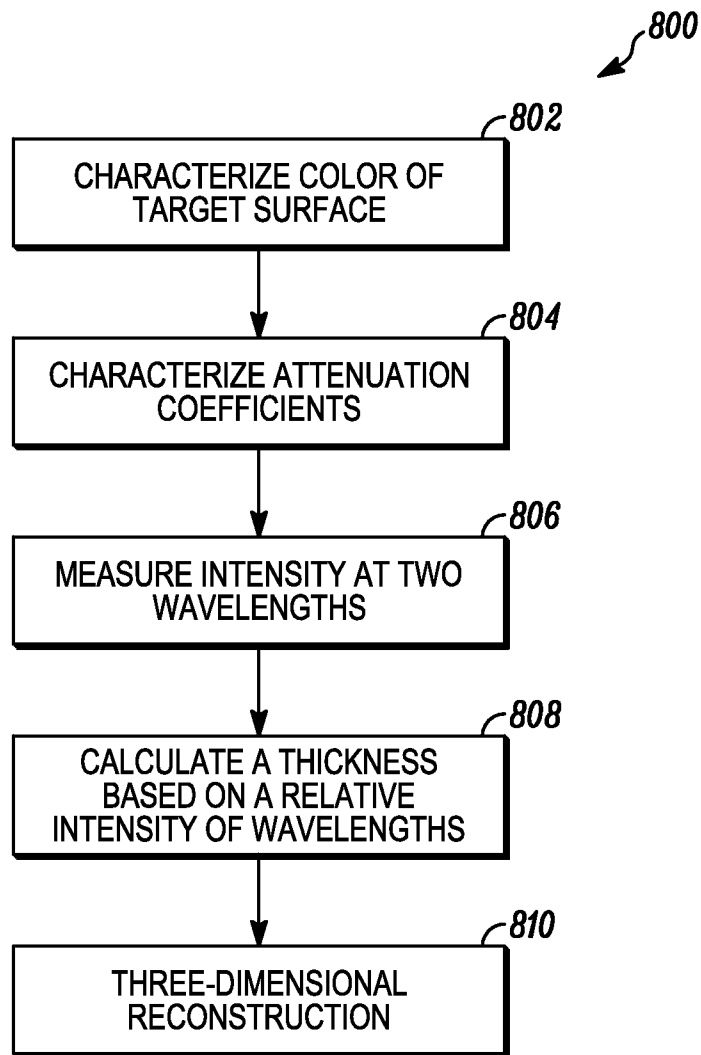 800
802
CHARACTERIZE COLOR OF
TARGET SURFACE
804
CHARACTERIZE ATTENUATION
COEFFICIENTS
806
MEASURE INTENSITY AT TWO
WAVELENGTHS
808
CALCULATE A THICKNESS
BASED ON A RELATIVE
INTENSITY OF WAVELENGTHS
810
THREE-DIMENSIONAL
RECONSTRUCTION